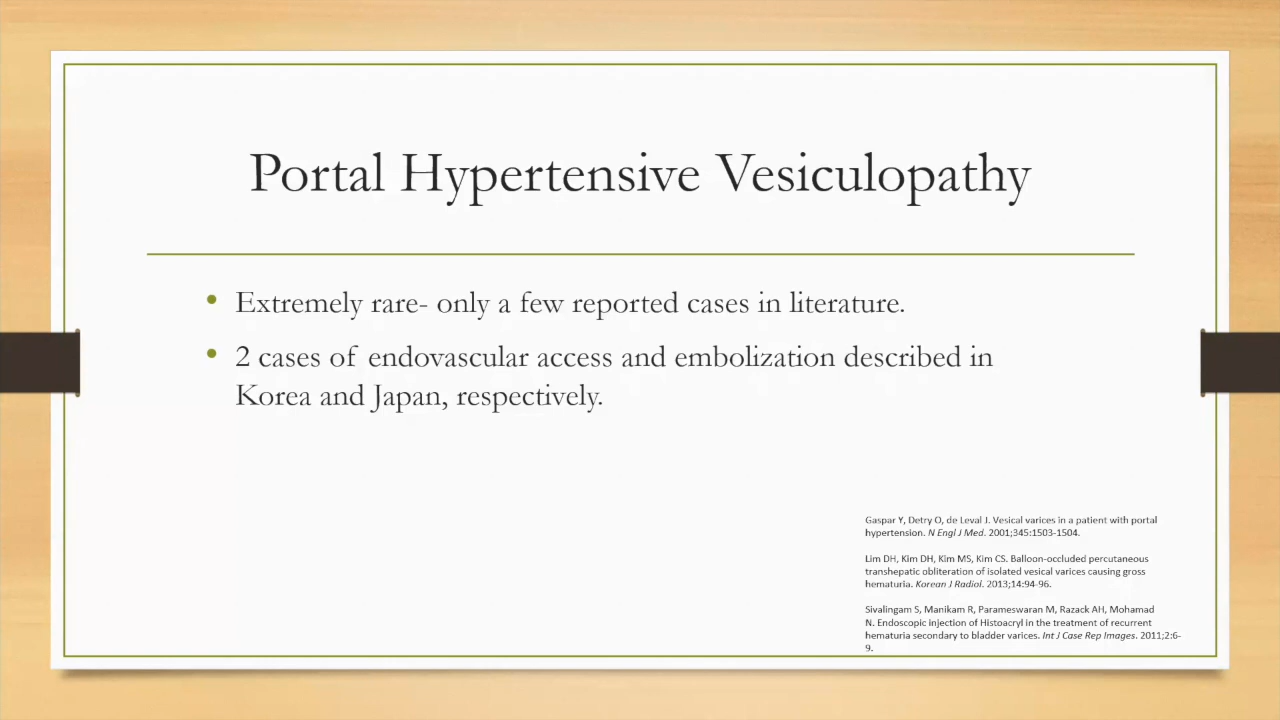 Portal Hypertensive Vesiculopathy
• Extremely rare- only a few reported cases in literature.
• 2 cases of endovascular access and embolization described in
Korea and Japan, respectively.
Gaspar Y, Detry O, de Leval J. Vesical varices in a patient with portal
hypertension. N Engl J Med. 2001;345:1503-1504.
Lim DH, Kim DH, Kim MS, Kim CS. Balloon-occluded percutaneous
transhepatic obliteration of isolated vesical varices causing gross
hematuria. Korean J Radiol. 2013;14:94-96.
Sivalingam S, Manikam R, Parameswaran M, Razack AH, Mohamad
N. Endoscopic injection of Histoacryl in the treatment of recurrent
hematuria secondary to bladder varices. Int J Case Rep Images. 2011;2:6-
9.